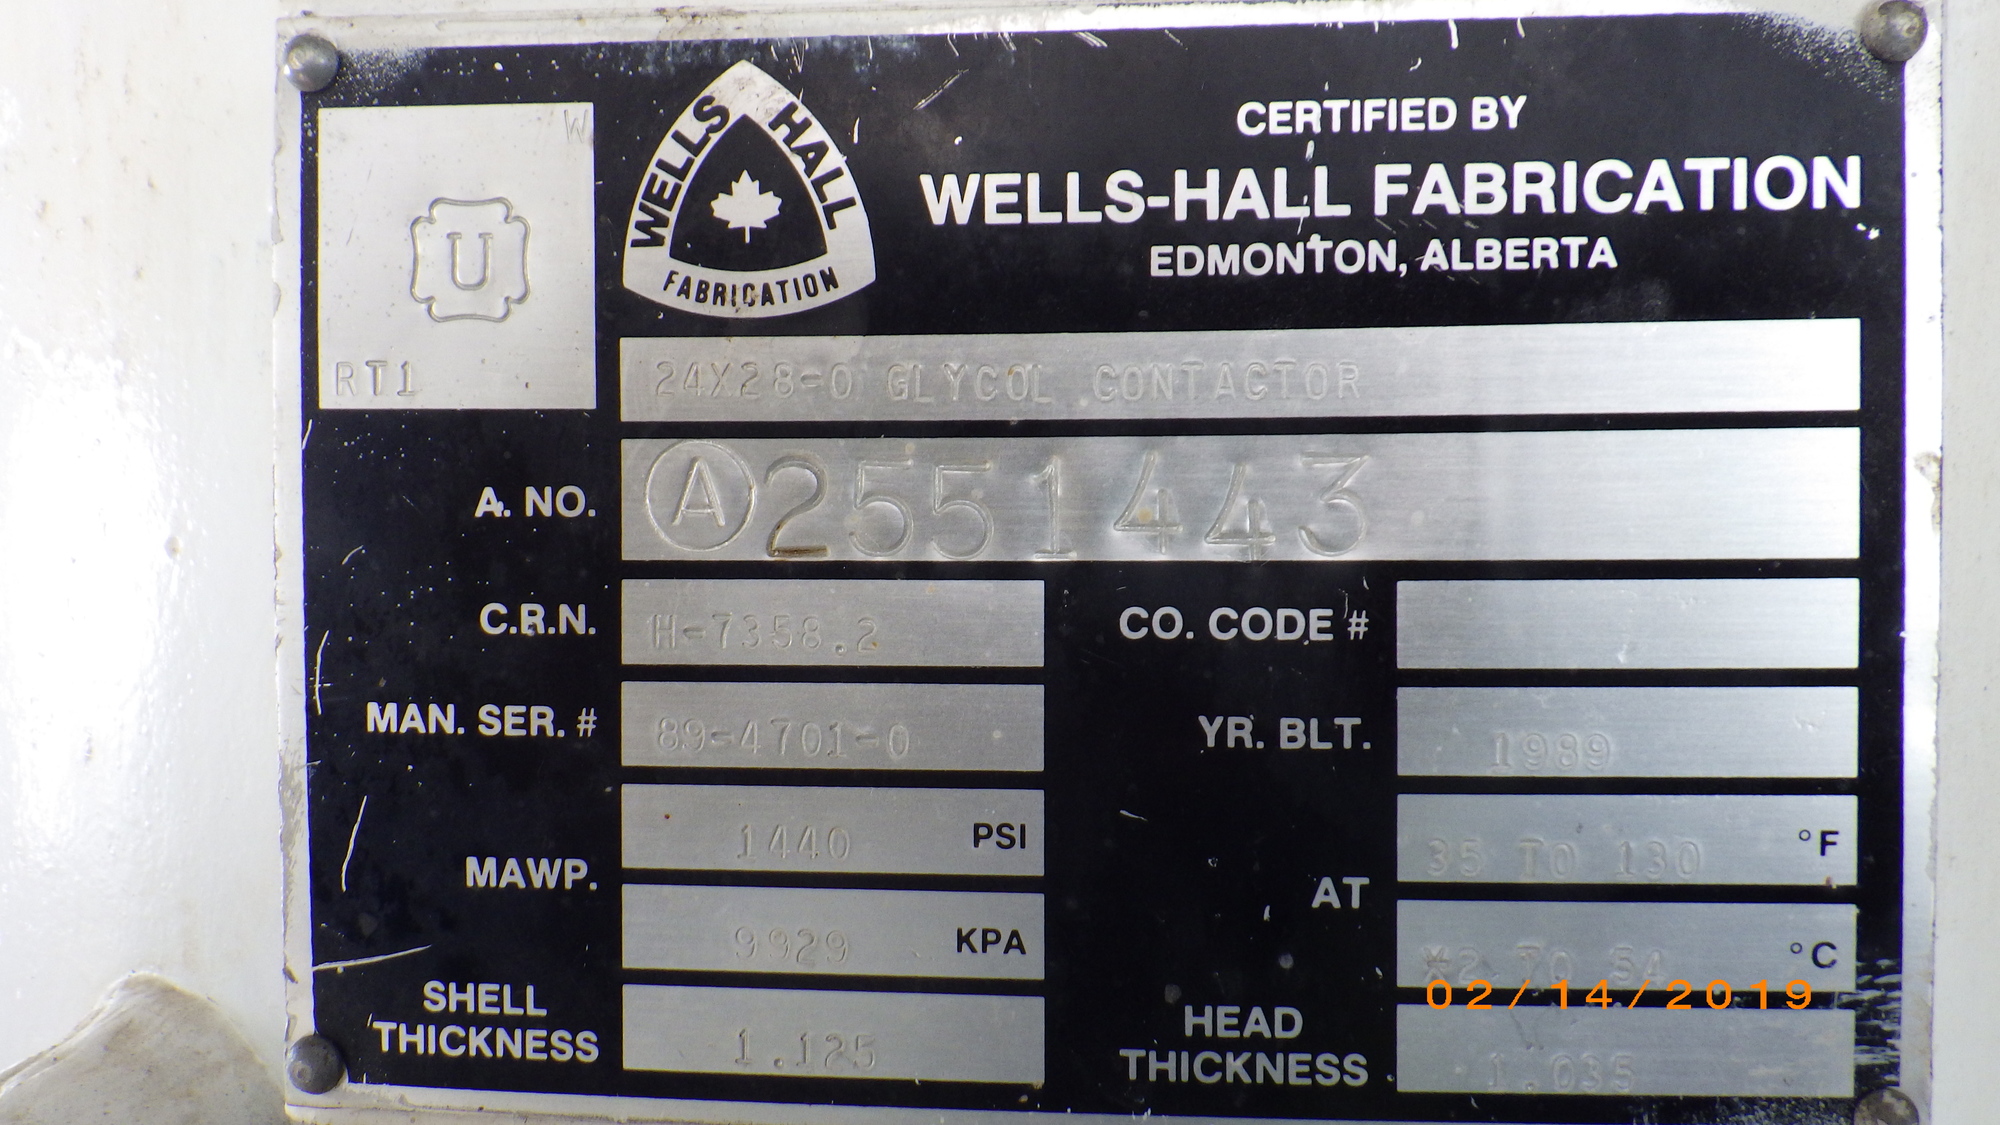 W
U
RT1
WELLS HALL
FABRICATION
CERTIFIED BY
WELLS-HALL FABRICATION
EDMONTON, ALBERTA
24X28-0 GLYCOL CONTACTOR
A. NO. A 2551443
C.R.N. H-7358.2
CO. CODE #
MAN. SER. # 89-4701-0
YR. BLT. 1989
MAWP. 1440 PSI
9929 KPA
AT 35 TO 130 °F
TO 54 °C
02/14/2019
SHELL THICKNESS 1.125
HEAD THICKNESS 1.035